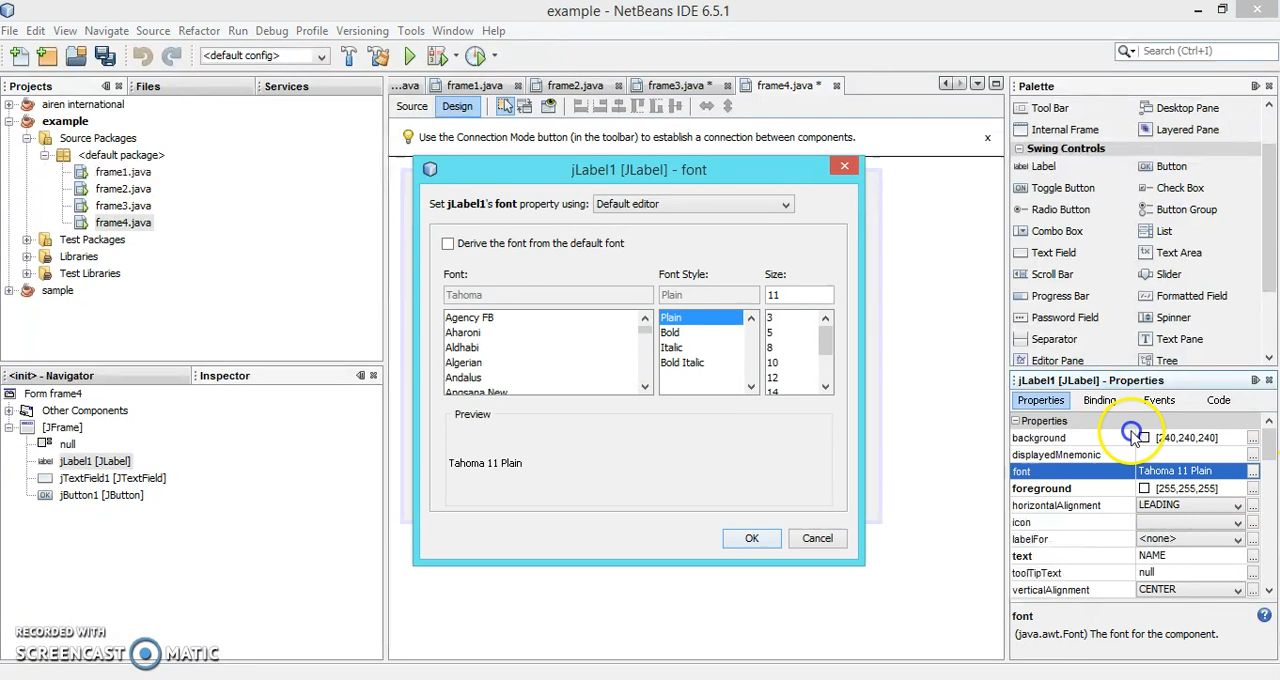 example - NetBeans IDE 6.5.1
File Edit View Navigate Source Refactor Run Debug Profile Versioning Tools Window Help
<default config>
Search (Ctrl+I)
Projects
Files
Services
airen international
example
Source Packages
<default package>
frame1.java
frame2.java
frame3.java
frame4.java
Test Packages
Libraries
Test Libraries
sample
<init> - Navigator
Inspector
Form frame4
Other Components
[JFrame]
null
jLabel1 [JLabel]
jTextField1 [JTextField]
jButton1 [JButton]
RECORDED WITH
SCREENCAST MATIC
...ava frame1.java frame2.java frame3.java * frame4.java *
Source Design
Use the Connection Mode button (in the toolbar) to establish a connection between components. x
jLabel1 [JLabel] - font
Set jLabel1's font property using: Default editor
Derive the font from the default font
Font: Font Style: Size:
Tahoma Plain 11
Agency FB Plain 3
Aharoni Bold 5
Aldhabi Italic 8
Algerian Bold Italic 10
Andalus 12
Angsana New 14
Preview
Tahoma 11 Plain
OK Cancel
Palette
Tool Bar Desktop Pane
Internal Frame Layered Pane
Swing Controls
label Label OK Button
ON Toggle Button Check Box
Radio Button Button Group
Combo Box List
Text Field Text Area
Scroll Bar Slider
Progress Bar Formatted Field
Password Field Spinner
Separator Text Pane
Editor Pane Tree
jLabel1 [JLabel] - Properties
Properties Binding Events Code
Properties
background [240,240,240] ...
displayedMnemonic ...
font Tahoma 11 Plain ...
foreground [255,255,255] ...
horizontalAlignment LEADING ...
icon ...
labelFor <none> ...
text NAME ...
toolTipText null ...
verticalAlignment CENTER ...
font
(java.awt.Font) The font for the component.